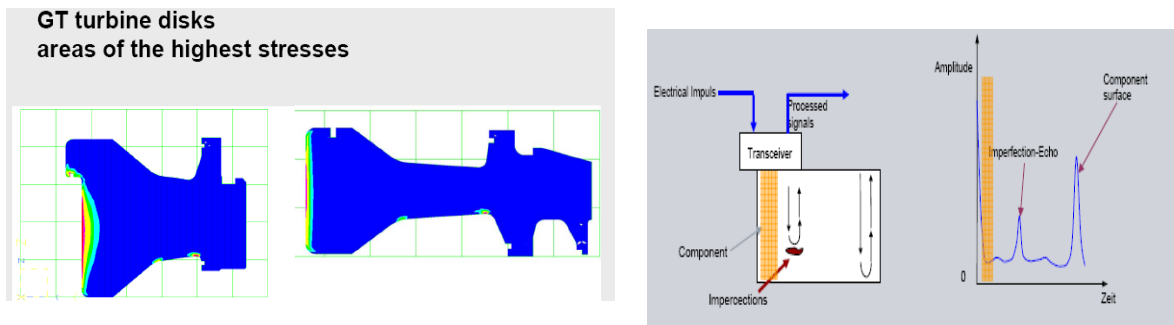 GT turbine disks
areas of the highest stresses
Electrical Impuls
Processed
signals
Transceiver
Component
Imperoections
Amplitude
Component
surface
Imperfection-Echo
0
Zeit